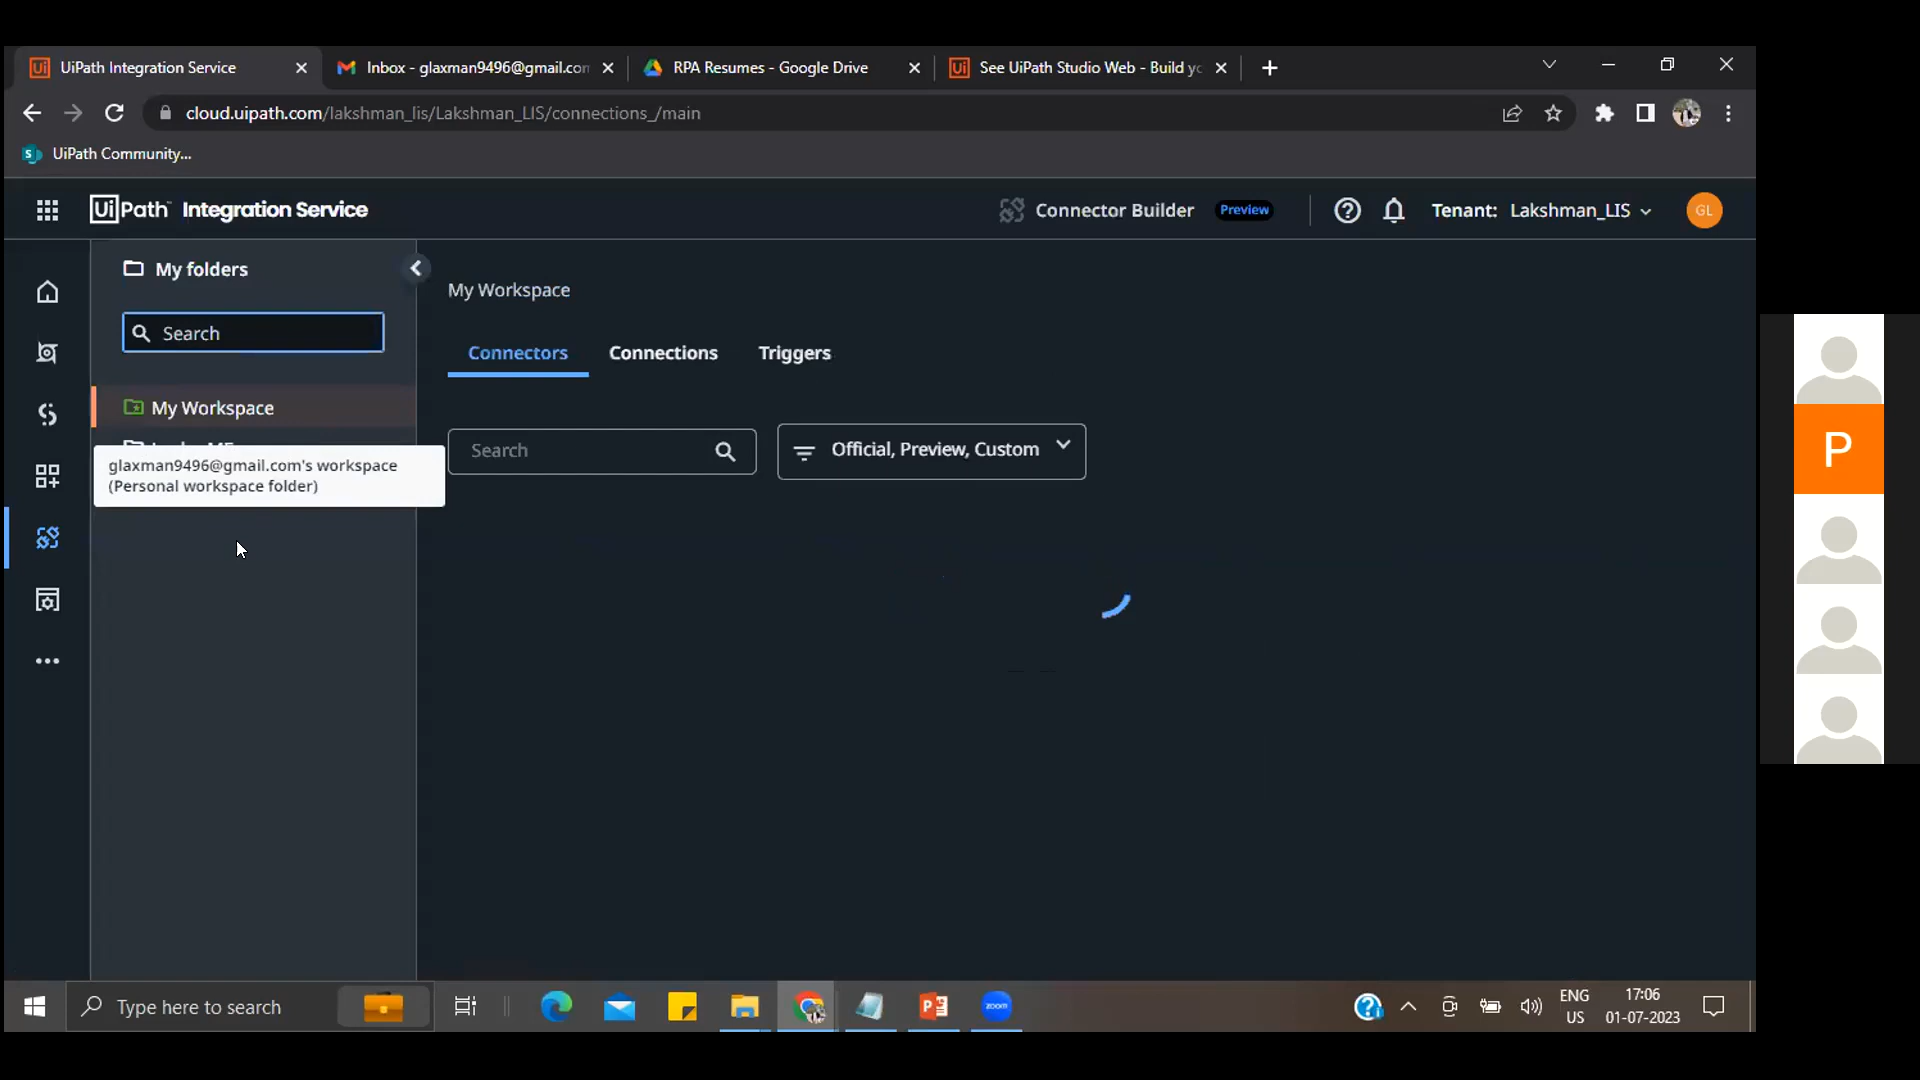 UiPath Integration Service
Inbox - glaxman9496@gmail.con
RPA Resumes - Google Drive
See UiPath Studio Web - Build yo
cloud.uipath.com/lakshman_lis/Lakshman_LIS/connections_/main
S UiPath Community...
UiPath Integration Service
Connector Builder Preview
Tenant: Lakshman_LIS
GL
My folders
Search
My Workspace
glaxman9496@gmail.com's workspace
(Personal workspace folder)
My Workspace
Connectors Connections Triggers
Search
Official, Preview, Custom
P
Type here to search
zoom
ENG
US
17:06
01-07-2023